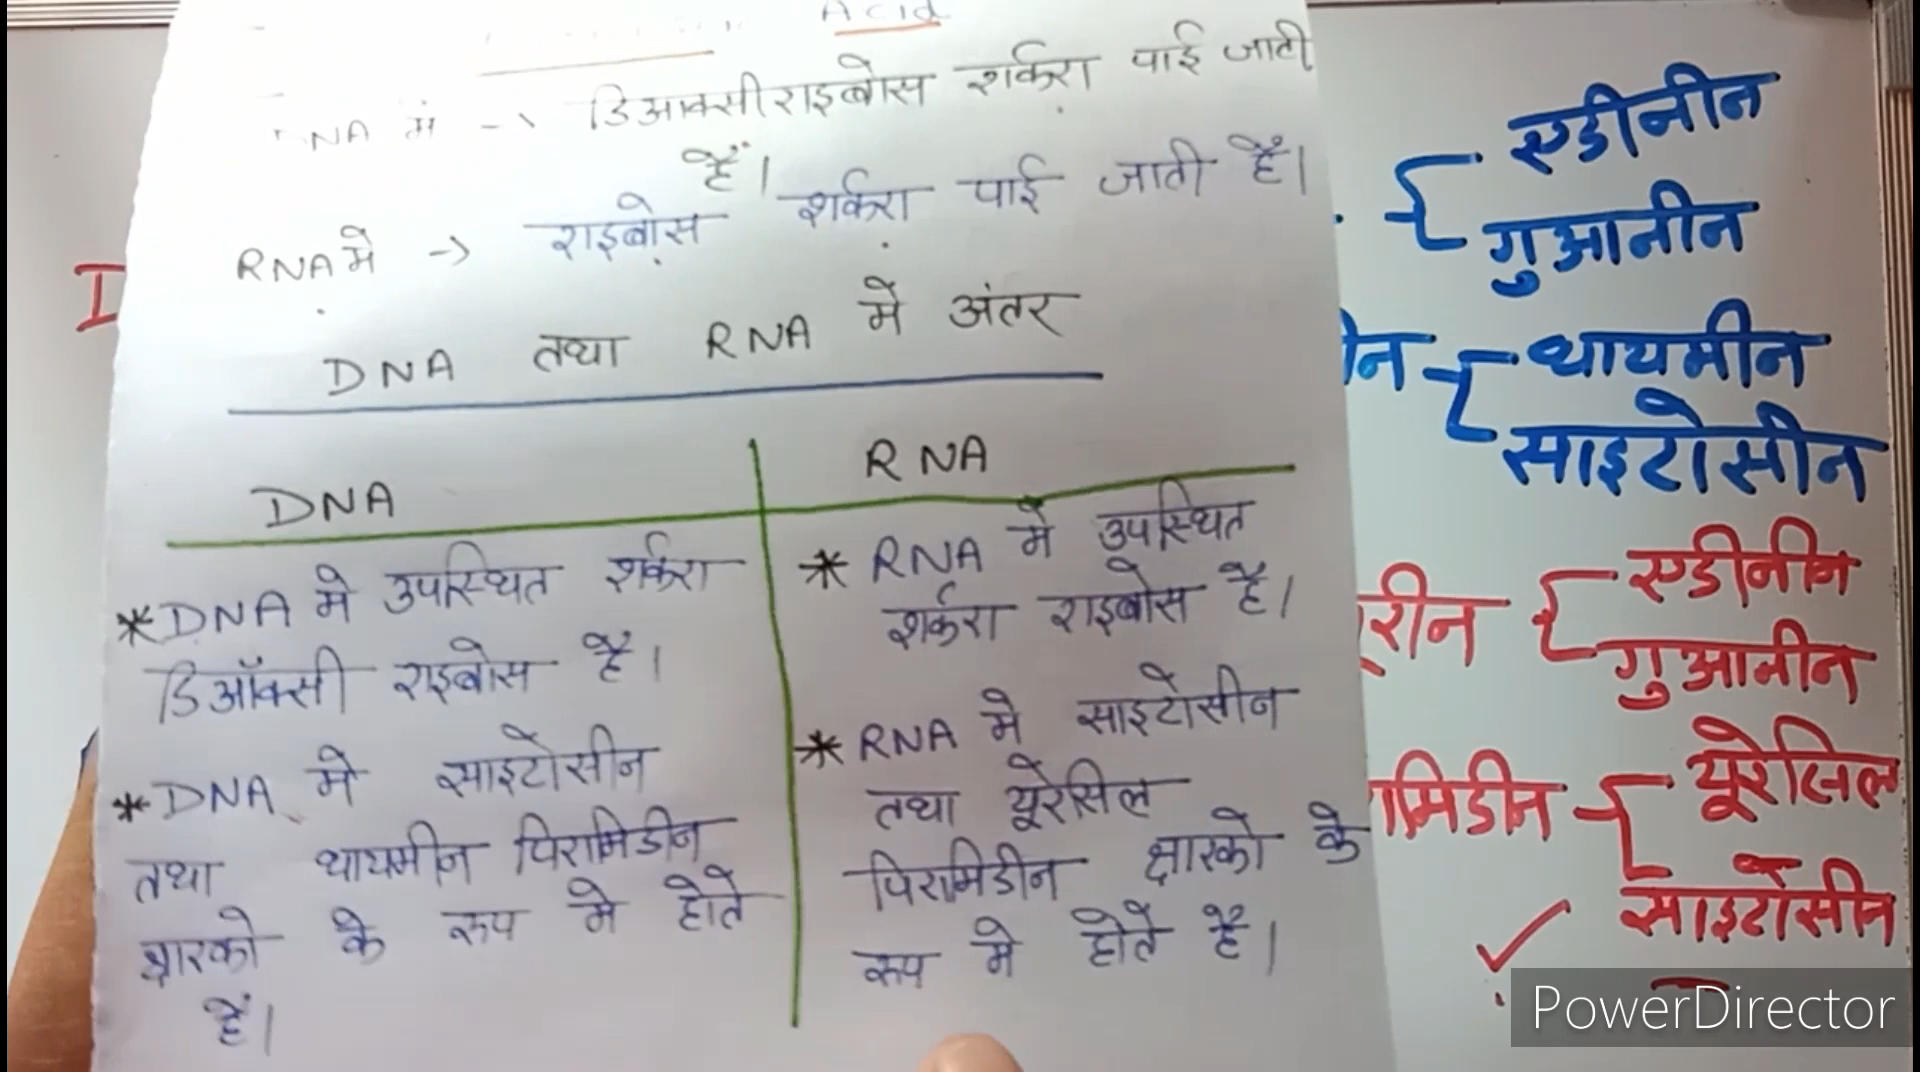 Acid
NA में -> डिआक्सीराइबोस शर्करा पाई जाती
हैं।
RNA मे -> राइबोस शर्करा पाई जाती है।
DNA तथा RNA में अंतर
DNA
* DNA मे उपस्थित शर्करा
डिऑक्सी राइबोस है।
* DNA मे साइटोसीन
तथा थायमीन पिरामिडीन
क्षारको के रूप मे होते
हैं।
RNA
* RNA मे उपस्थित
शर्करा राइबोस है।
* RNA मे साइटोसीन
तथा यूरेसिल
पिरामिडीन क्षारको के
रूप मे होते है।
एडीनीन
गुआनीन
ीन
थायमीन
साइटोसीन
ूरीन
एडीनीन
गुआनीन
ामिडीन
यूरेसिल
साइटोसीन
PowerDirector